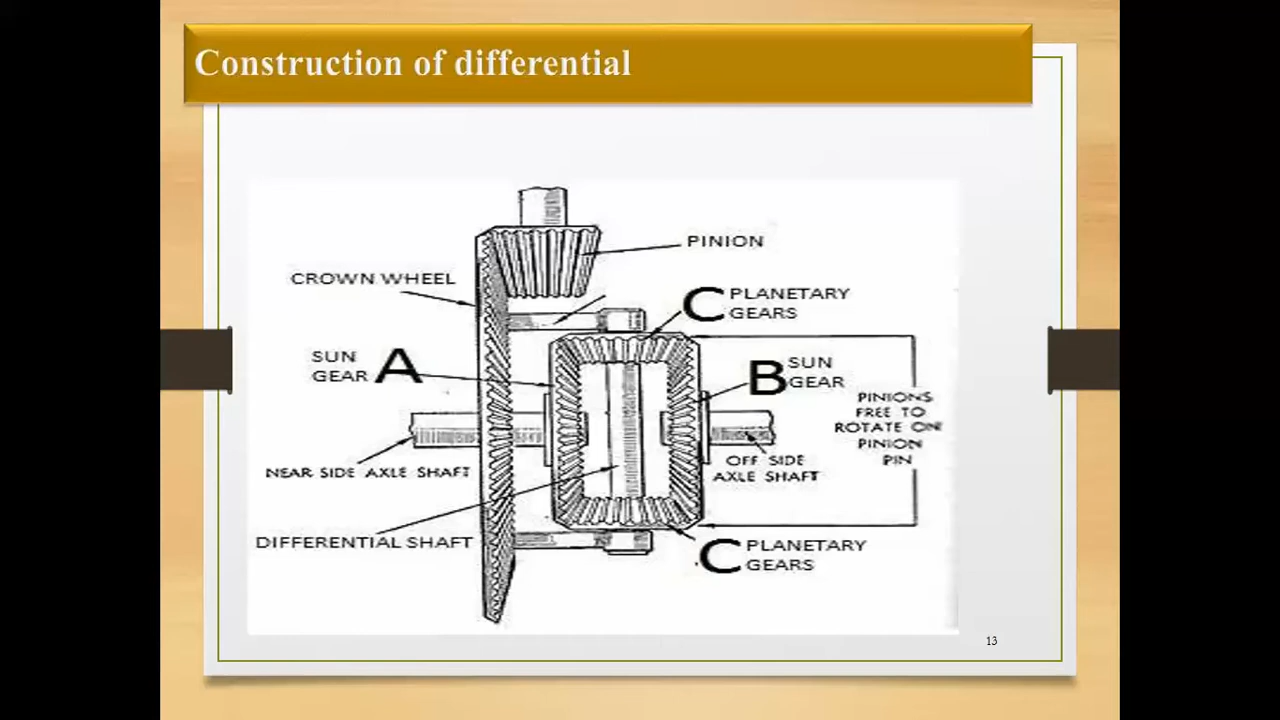 Construction of differential
PINION
CROWN WHEEL
C PLANETARY
GEARS
SUN
GEAR A
B SUN
GEAR
PINIONS
FREE TO
ROTATE ON
PINION
PIN
NEAR SIDE AXLE SHAFT
OFF SIDE
AXLE SHAFT
DIFFERENTIAL SHAFT
C PLANETARY
GEARS
13